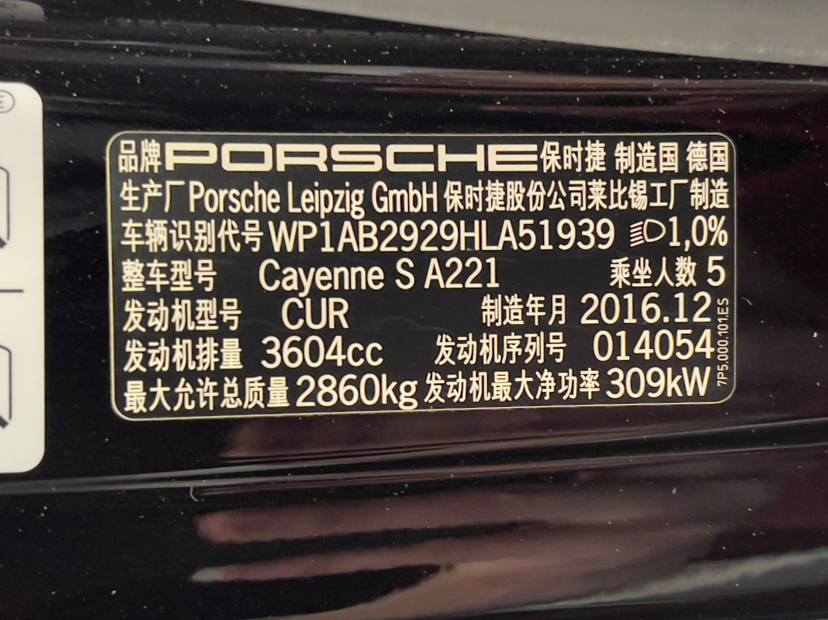 品牌 PORSCHE 保时捷 制造国 德国
生产厂 Porsche Leipzig GmbH 保时捷股份公司莱比锡工厂制造
车辆识别代号 WP1AB2929HLA51939 1,0%
整车型号 Cayenne S A221 乘坐人数 5
发动机型号 CUR 制造年月 2016.12
发动机排量 3604cc 发动机序列号 014054
最大允许总质量 2860kg 发动机最大净功率 309kW
7P5.000.101.ES